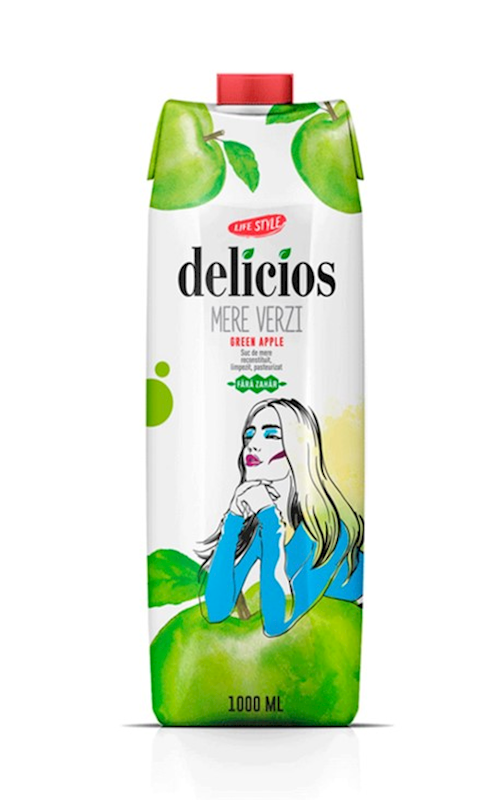 LIFE STYLE
delicios
MERE VERZI
GREEN APPLE
Suc de mere
reconstituit,
limpezit, pasteurizat
FĂRĂ ZAHĂR
1000 ML